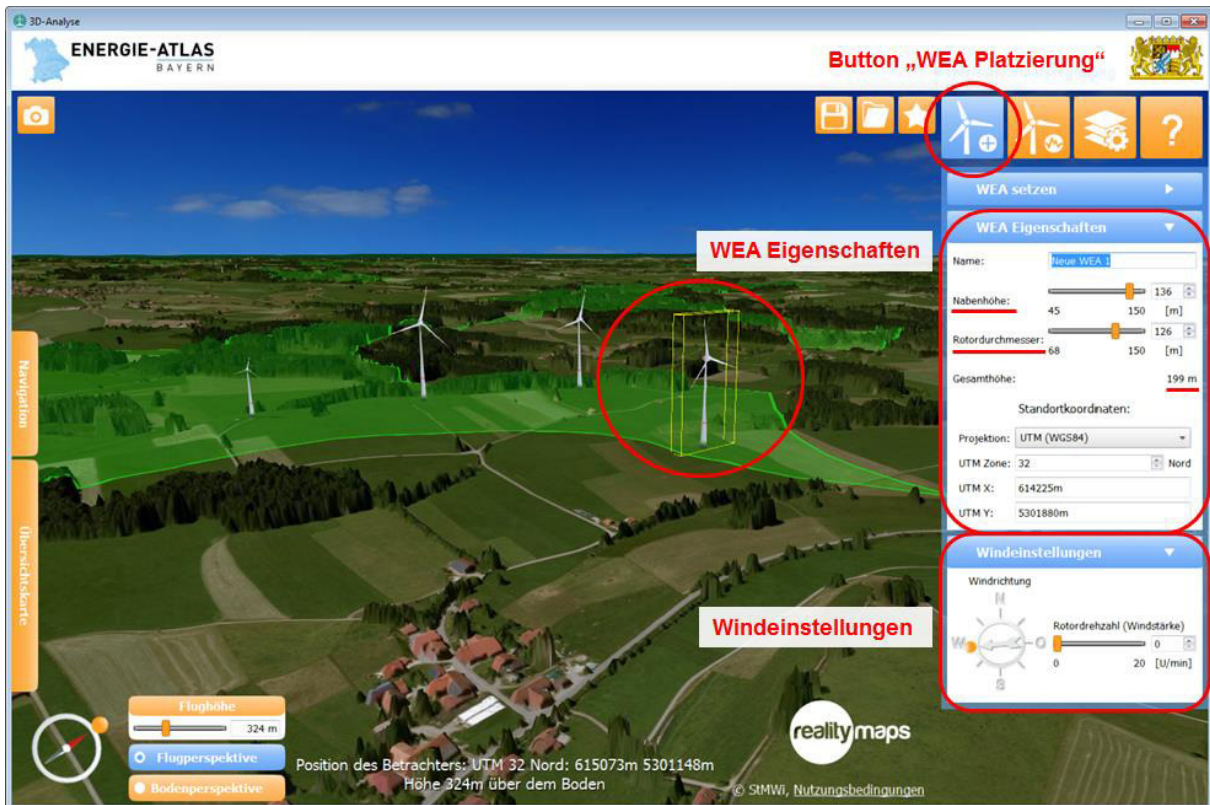 3D-Analyse
ENERGIE-ATLAS
BAYERN
Button „WEA Platzierung“
?
WEA setzen
WEA Eigenschaften
WEA Eigenschaften
Name: Neue WEA 1
136
Nabenhöhe:
45 150 [m]
126
Rotordurchmesser:
68 150 [m]
Gesamthöhe: 199 m
Standortkoordinaten:
Projektion: UTM (WGS84)
UTM Zone: 32 Nord
UTM X: 614225m
UTM Y: 5301880m
Navigation
Übersichtskarte
Windeinstellungen
Windeinstellungen
Windrichtung
N
W O
S
Rotordrehzahl (Windstärke)
0
0 20 [U/min]
Flughöhe
324 m
Flugperspektive
Bodenperspektive
Position des Betrachters: UTM 32 Nord: 615073m 5301148m
Höhe 324m über dem Boden
reality maps
© StMWi, Nutzungsbedingungen